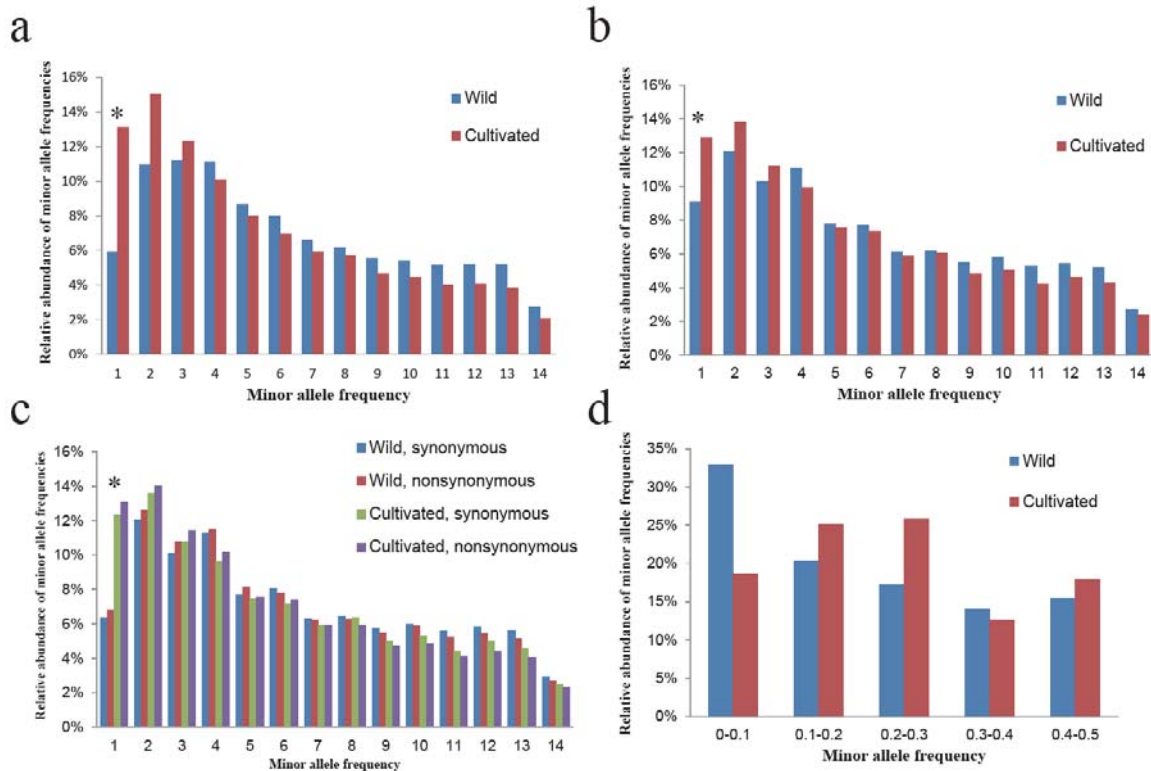 a
Relative abundance of minor allele frequencies
16%
14%
12%
10%
8%
6%
4%
2%
0%
*
Wild
Cultivated
1 2 3 4 5 6 7 8 9 10 11 12 13 14
Minor allele frequency
b
Relative abundance of minor allele frequencies
16%
14%
12%
10%
8%
6%
4%
2%
0%
*
Wild
Cultivated
1 2 3 4 5 6 7 8 9 10 11 12 13 14
Minor allele frequency
c
Relative abundance of minor allele frequencies
16%
14%
12%
10%
8%
6%
4%
2%
0%
*
Wild, synonymous
Wild, nonsynonymous
Cultivated, synonymous
Cultivated, nonsynonymous
1 2 3 4 5 6 7 8 9 10 11 12 13 14
Minor allele frequency
d
Relative abundance of minor allele frequencies
35%
30%
25%
20%
15%
10%
5%
0%
Wild
Cultivated
0-0.1 0.1-0.2 0.2-0.3 0.3-0.4 0.4-0.5
Minor allele frequency